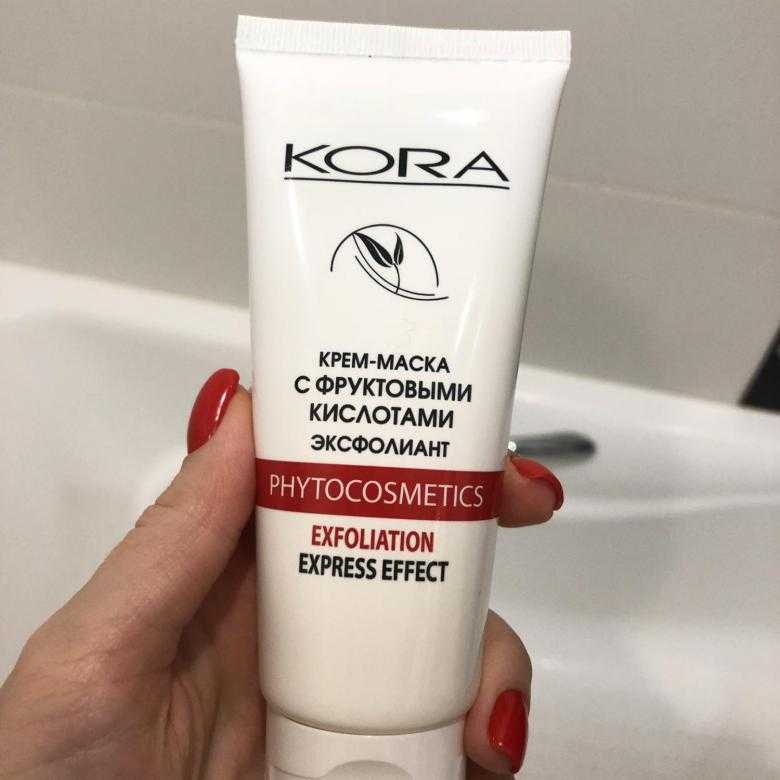 KORA
КРЕМ-МАСКА
С ФРУКТОВЫМИ
КИСЛОТАМИ
ЭКСФОЛИАНТ
PHYTOCOSMETICS
EXFOLIATION
EXPRESS EFFECT